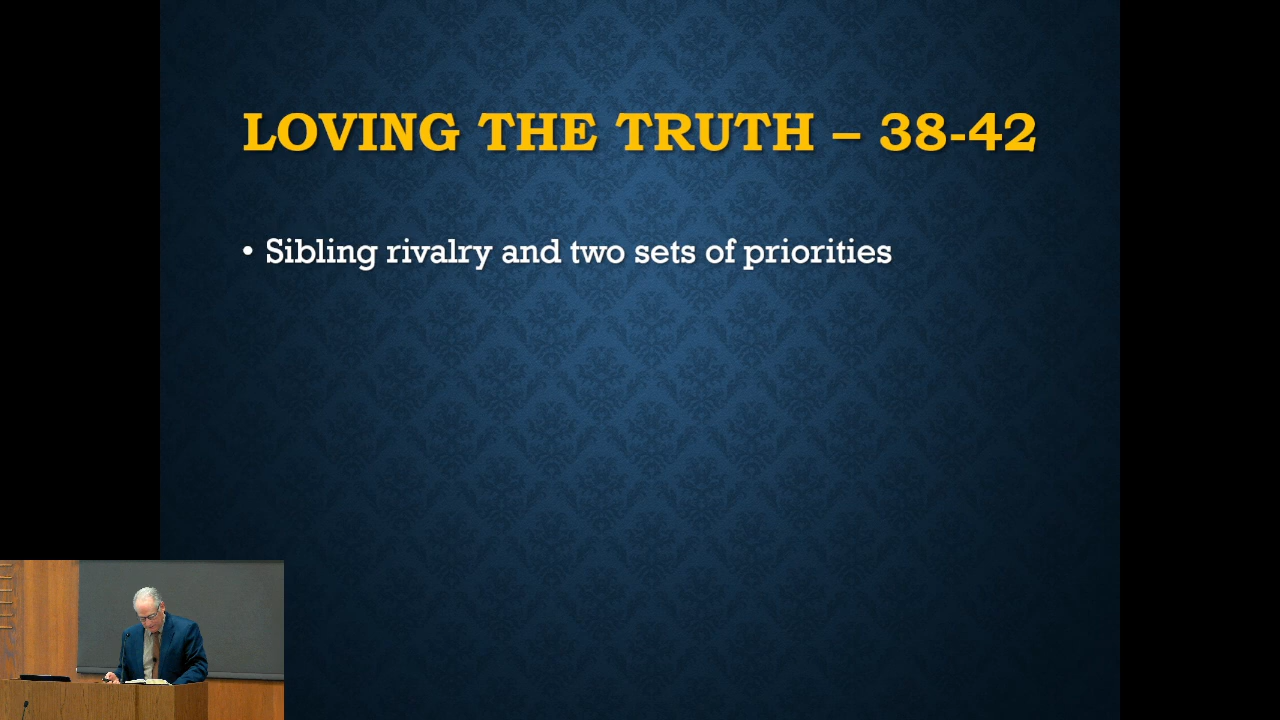 LOVING THE TRUTH – 38-42
• Sibling rivalry and two sets of priorities